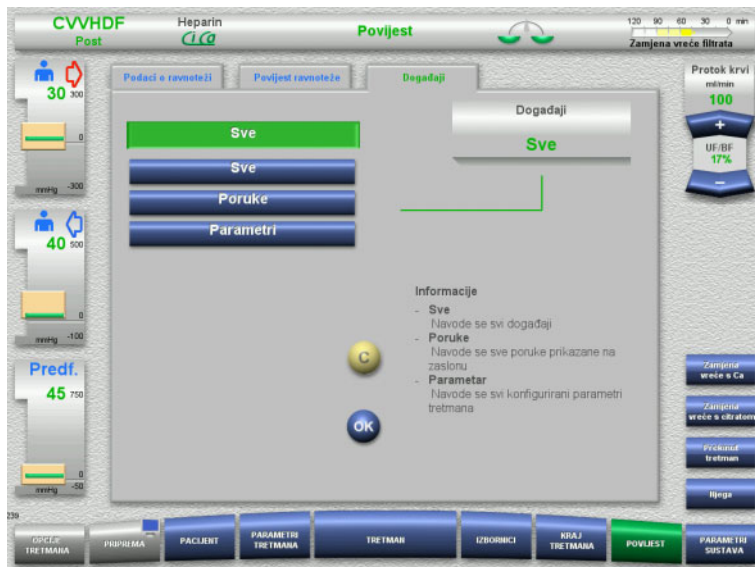 CVVHDF
Post
Heparin
CiCa
Povijest
120 90 60 30 0 min
Zamjena vreće filtrata
30 300
0
mmHg -300
40 500
0
mmHg -100
Predf.
45 750
0
mmHg -50
Podaci o ravnoteži
Povijest ravnoteže
Događaji
Sve
Sve
Poruke
Parametri
Događaji
Sve
Informacije
- Sve
Navode se svi događaji
- Poruke
Navode se sve poruke prikazane na
zaslonu
- Parametar
Navode se svi konfigurirani parametri
tretmana
C
OK
Protok krvi
ml/min
100
+
UF/BF
17%
−
Zamjena
vreće s Ca
Zamjena
vreće s citratom
Prekinut
tretman
Njega
239
OPCIJE
TRETMANA
PRIPREMA
PACIJENT
PARAMETRI
TRETMANA
TRETMAN
IZBORNICI
KRAJ
TRETMANA
POVIJEST
PARAMETRI
SUSTAVA